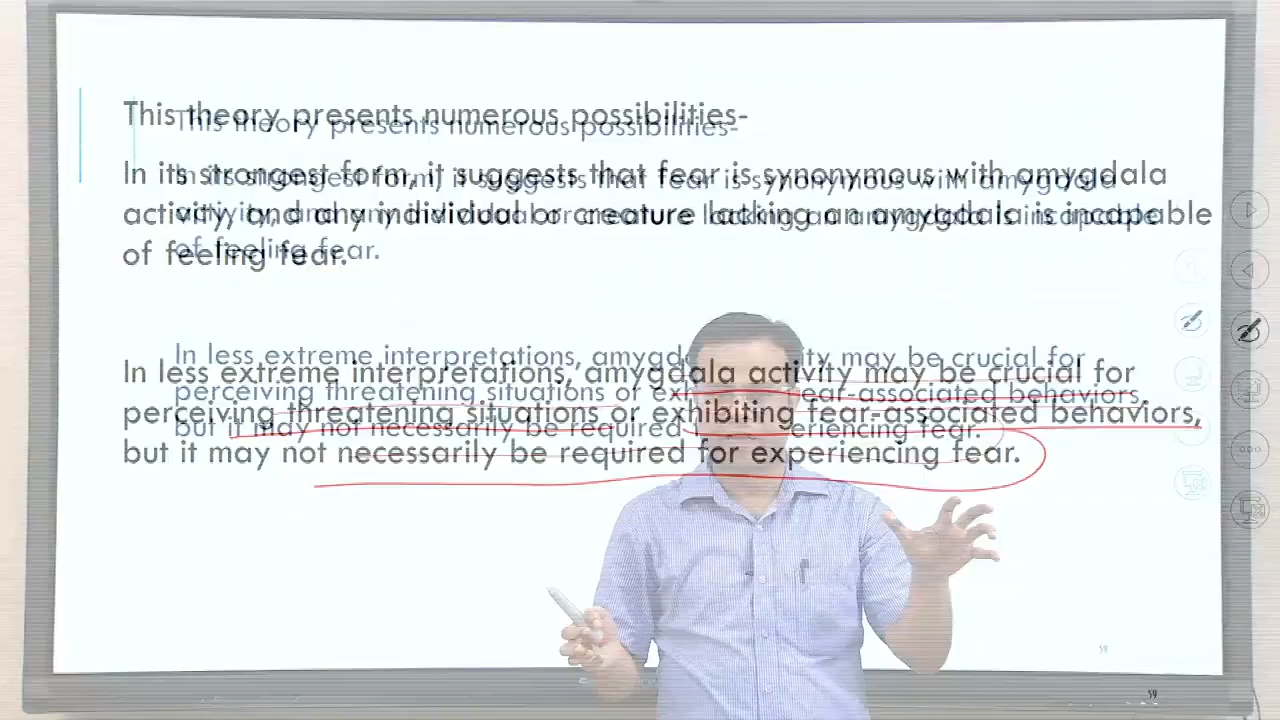 This theory presents numerous possibilities-
In its strongest form, it suggests that fear is synonymous with amygdala
activity, and any individual or creature lacking an amygdala is incapable
of feeling fear.
In less extreme interpretations, amygdala activity may be crucial for
perceiving threatening situations or exhibiting fear-associated behaviors,
but it may not necessarily be required for experiencing fear.
59